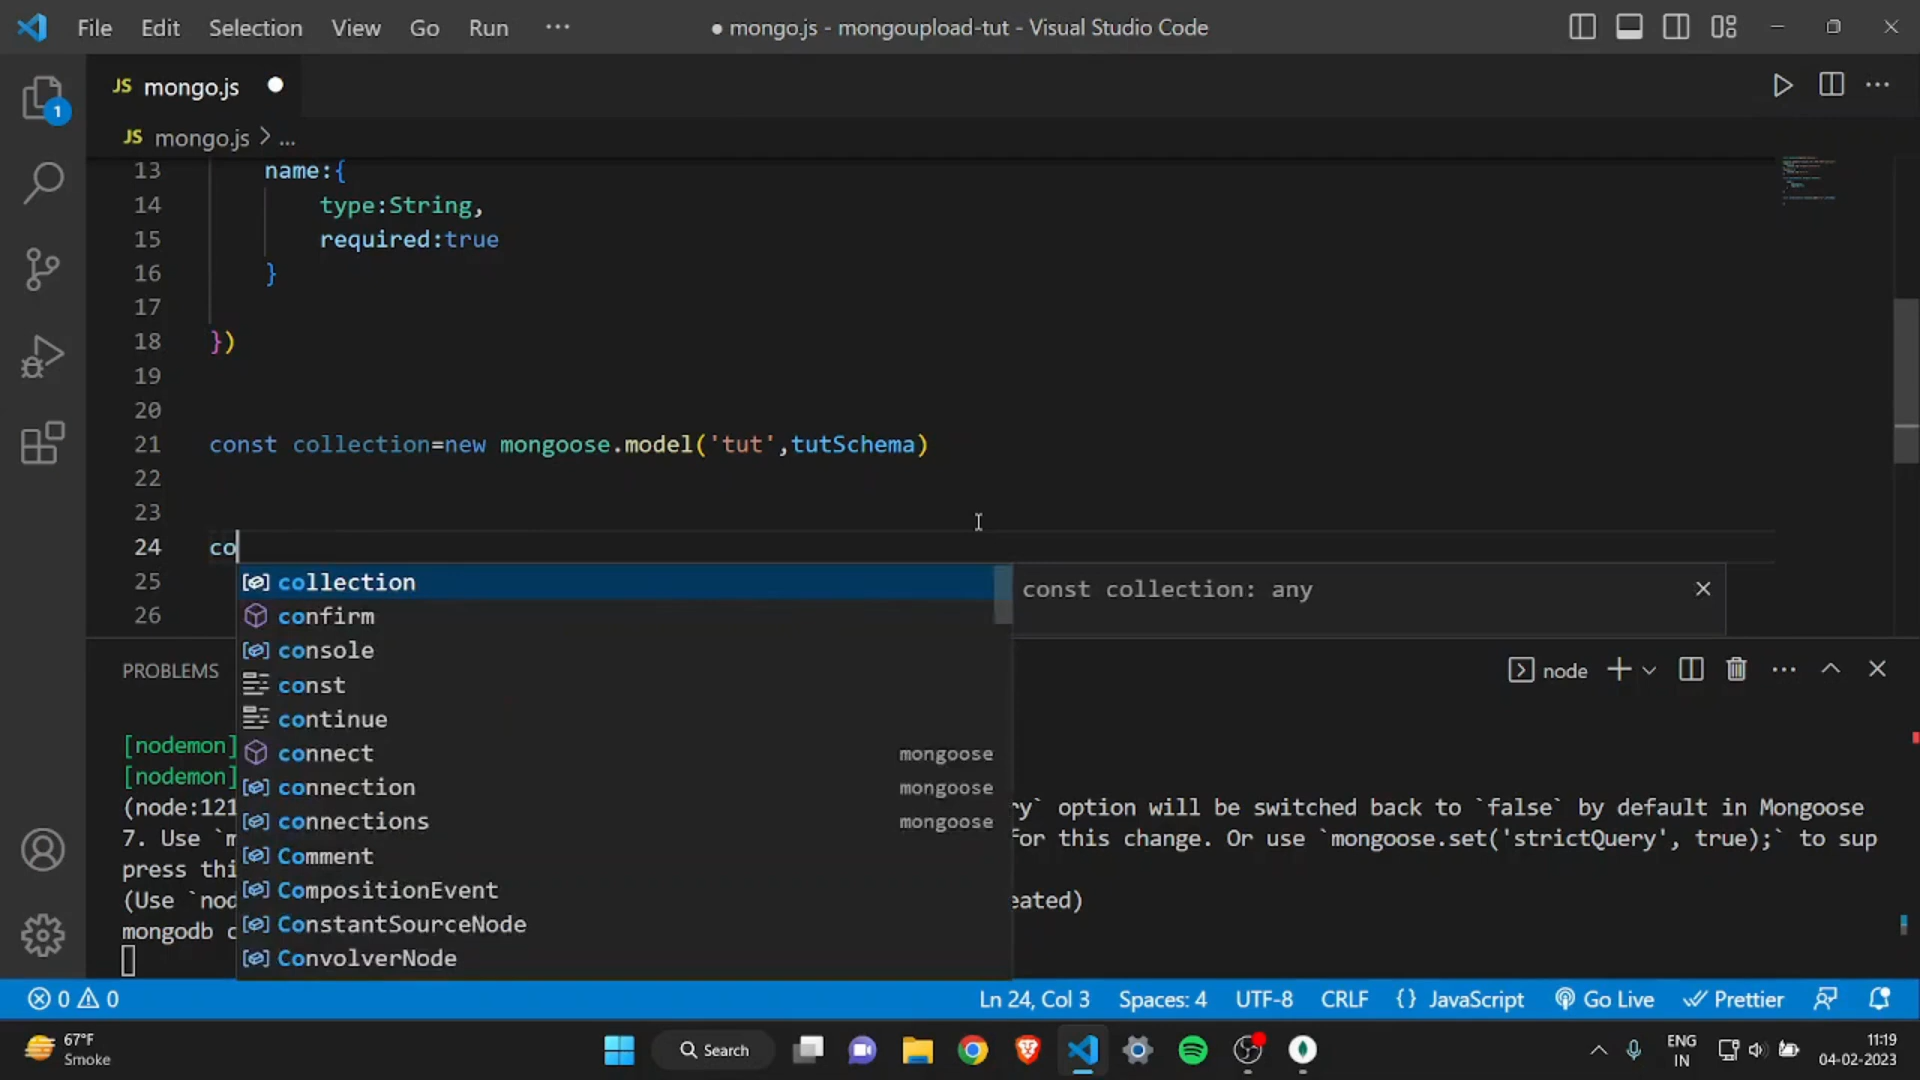 File Edit Selection View Go Run ··· ● mongo.js - mongoupload-tut - Visual Studio Code
1
JS mongo.js ●
JS mongo.js > ...
13 name:{
14 type:String,
15 required:true
16 }
17
18 })
19
20
21 const collection=new mongoose.model('tut',tutSchema)
22
23
24 co
25
26
collection
const collection: any
confirm
console
const
continue
connect mongoose
connection mongoose
connections mongoose
Comment
CompositionEvent
ConstantSourceNode
ConvolverNode
PROBLEMS
node
[nodemon]
[nodemon]
(node:121 ry` option will be switched back to `false` by default in Mongoose
7. Use `m for this change. Or use `mongoose.set('strictQuery', true);` to sup
press thi
(Use `nod eated)
mongodb c
0 0 Ln 24, Col 3 Spaces: 4 UTF-8 CRLF {} JavaScript Go Live Prettier
67°F
Smoke
Search
ENG
IN
11:19
04-02-2023